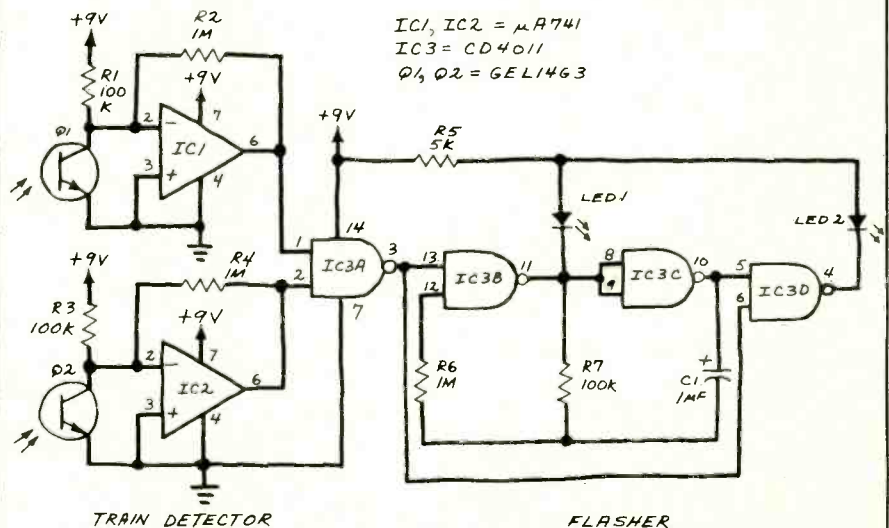 IC1, IC2 = μA741
IC3 = CD4011
Q1, Q2 = GEL14G3
+9V
R1
100
K
R2
1M
+9V
Q1
2
-
3
+
7
IC1
6
4
+9V
R3
100K
R4
1M
+9V
Q2
2
-
3
+
7
IC2
6
4
+9V
R5
5K
14
1
2
IC3A
3
7
LED1
LED2
13
12
IC3B
11
8
9
IC3C
10
5
6
IC3D
4
R6
1M
R7
100K
+
C1
1MF
TRAIN DETECTOR
FLASHER